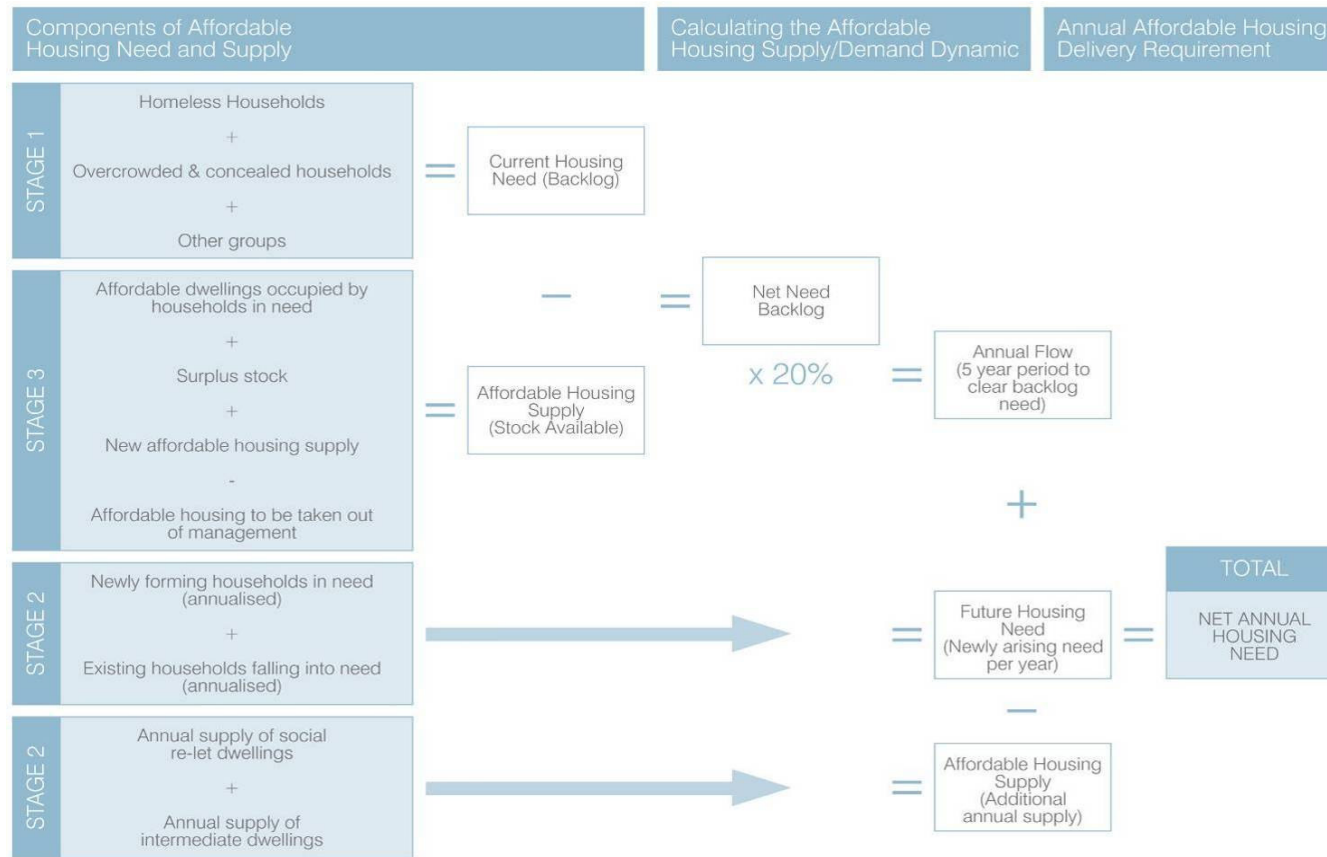 Components of Affordable
Housing Need and Supply
Calculating the Affordable
Housing Supply/Demand Dynamic
Annual Affordable Housing
Delivery Requirement
STAGE 1
Homeless Households
+
Overcrowded & concealed households
+
Other groups
=
Current Housing
Need (Backlog)
STAGE 3
Affordable dwellings occupied by
households in need
+
Surplus stock
+
New affordable housing supply
-
Affordable housing to be taken out
of management
=
Affordable Housing
Supply
(Stock Available)
–
=
Net Need
Backlog
x 20%
=
Annual Flow
(5 year period to
clear backlog
need)
+
STAGE 2
Newly forming households in need
(annualised)
+
Existing households falling into need
(annualised)
=
Future Housing
Need
(Newly arising need
per year)
=
TOTAL
NET ANNUAL
HOUSING
NEED
–
STAGE 2
Annual supply of social
re-let dwellings
+
Annual supply of
intermediate dwellings
=
Affordable Housing
Supply
(Additional
annual supply)